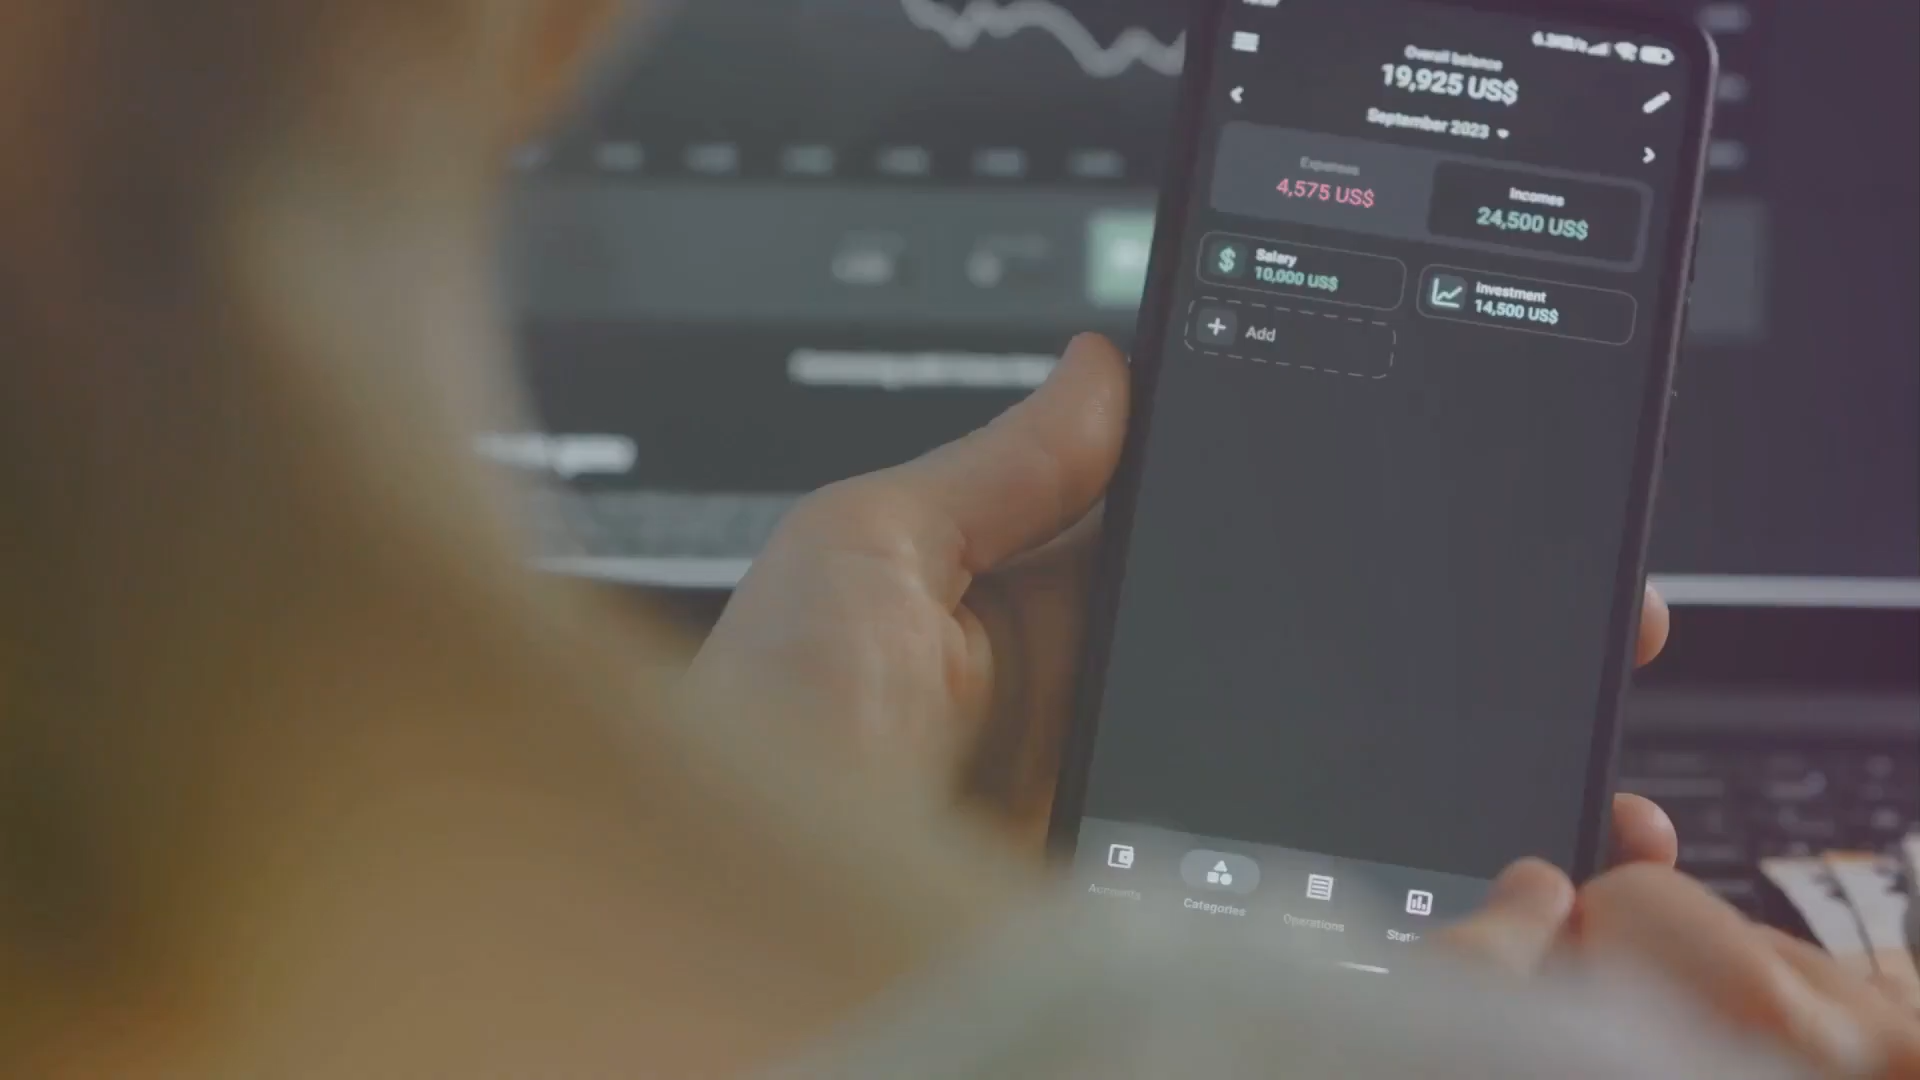 Overall balance
19,925 US$
September 2023
Expenses
4,575 US$
Incomes
24,500 US$
Salary
10,000 US$
Investment
14,500 US$
Add
Accounts
Categories
Operations